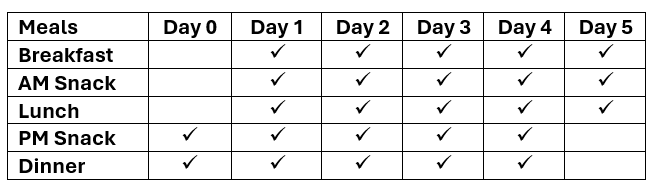 Meals Day 0 Day 1 Day 2 Day 3 Day 4 Day 5
Breakfast ✓ ✓ ✓ ✓ ✓
AM Snack ✓ ✓ ✓ ✓ ✓
Lunch ✓ ✓ ✓ ✓ ✓
PM Snack ✓ ✓ ✓ ✓ ✓
Dinner ✓ ✓ ✓ ✓ ✓